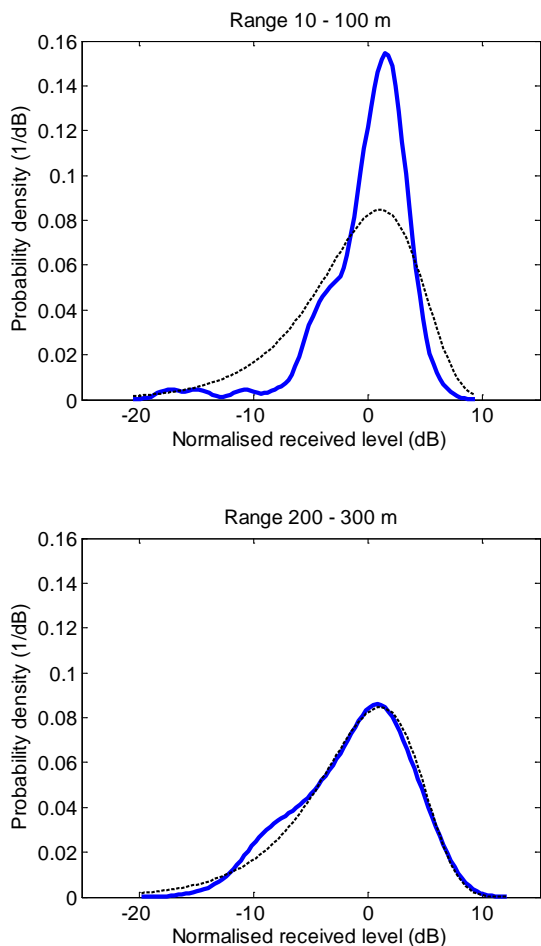 Range 10 - 100 m
0.16
0.14
0.12
0.1
0.08
0.06
0.04
0.02
0
Probability density (1/dB)
-20 -10 0 10
Normalised received level (dB)
Range 200 - 300 m
0.16
0.14
0.12
0.1
0.08
0.06
0.04
0.02
0
Probability density (1/dB)
-20 -10 0 10
Normalised received level (dB)